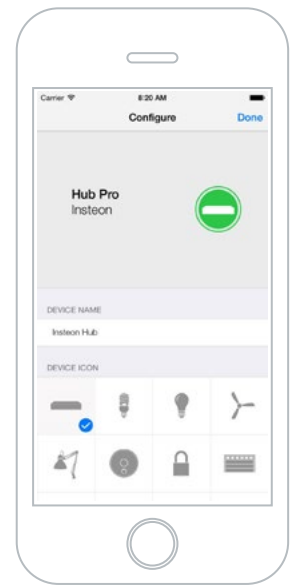 Carrier 8:20 AM
Configure Done
Hub Pro
Insteon
DEVICE NAME
Insteon Hub
DEVICE ICON